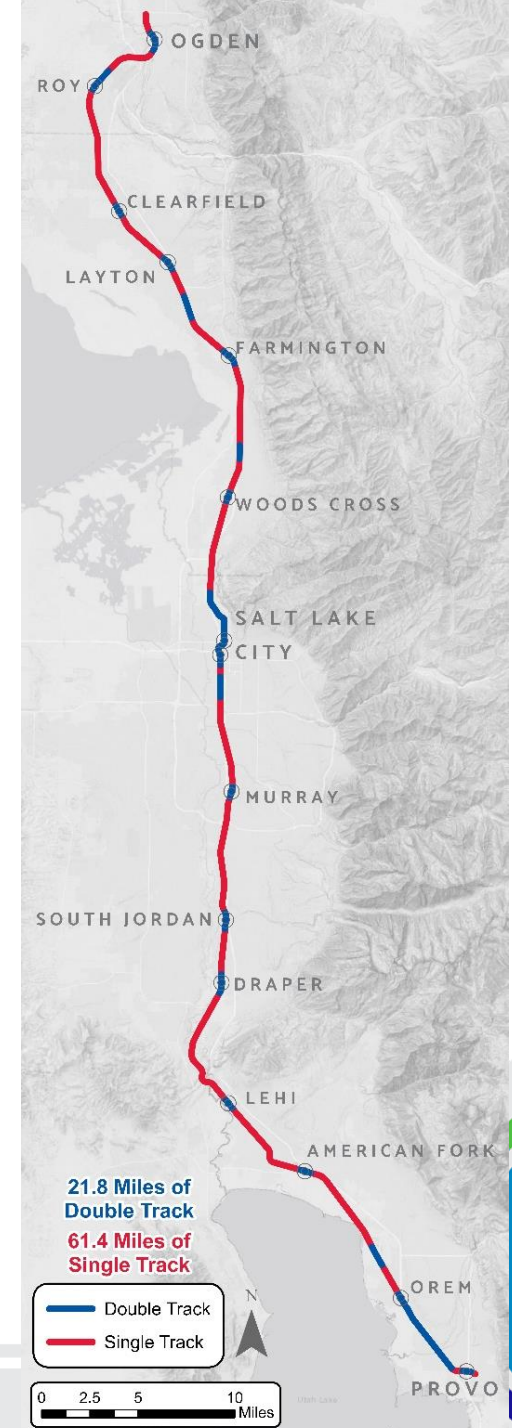 OGDEN
ROY
CLEARFIELD
LAYTON
FARMINGTON
WOODS CROSS
SALT LAKE
CITY
MURRAY
SOUTH JORDAN
DRAPER
LEHI
AMERICAN FORK
21.8 Miles of
Double Track
61.4 Miles of
Single Track
OREM
N
Double Track
Single Track
PROVO
0 2.5 5 10
Miles
Utah Lake